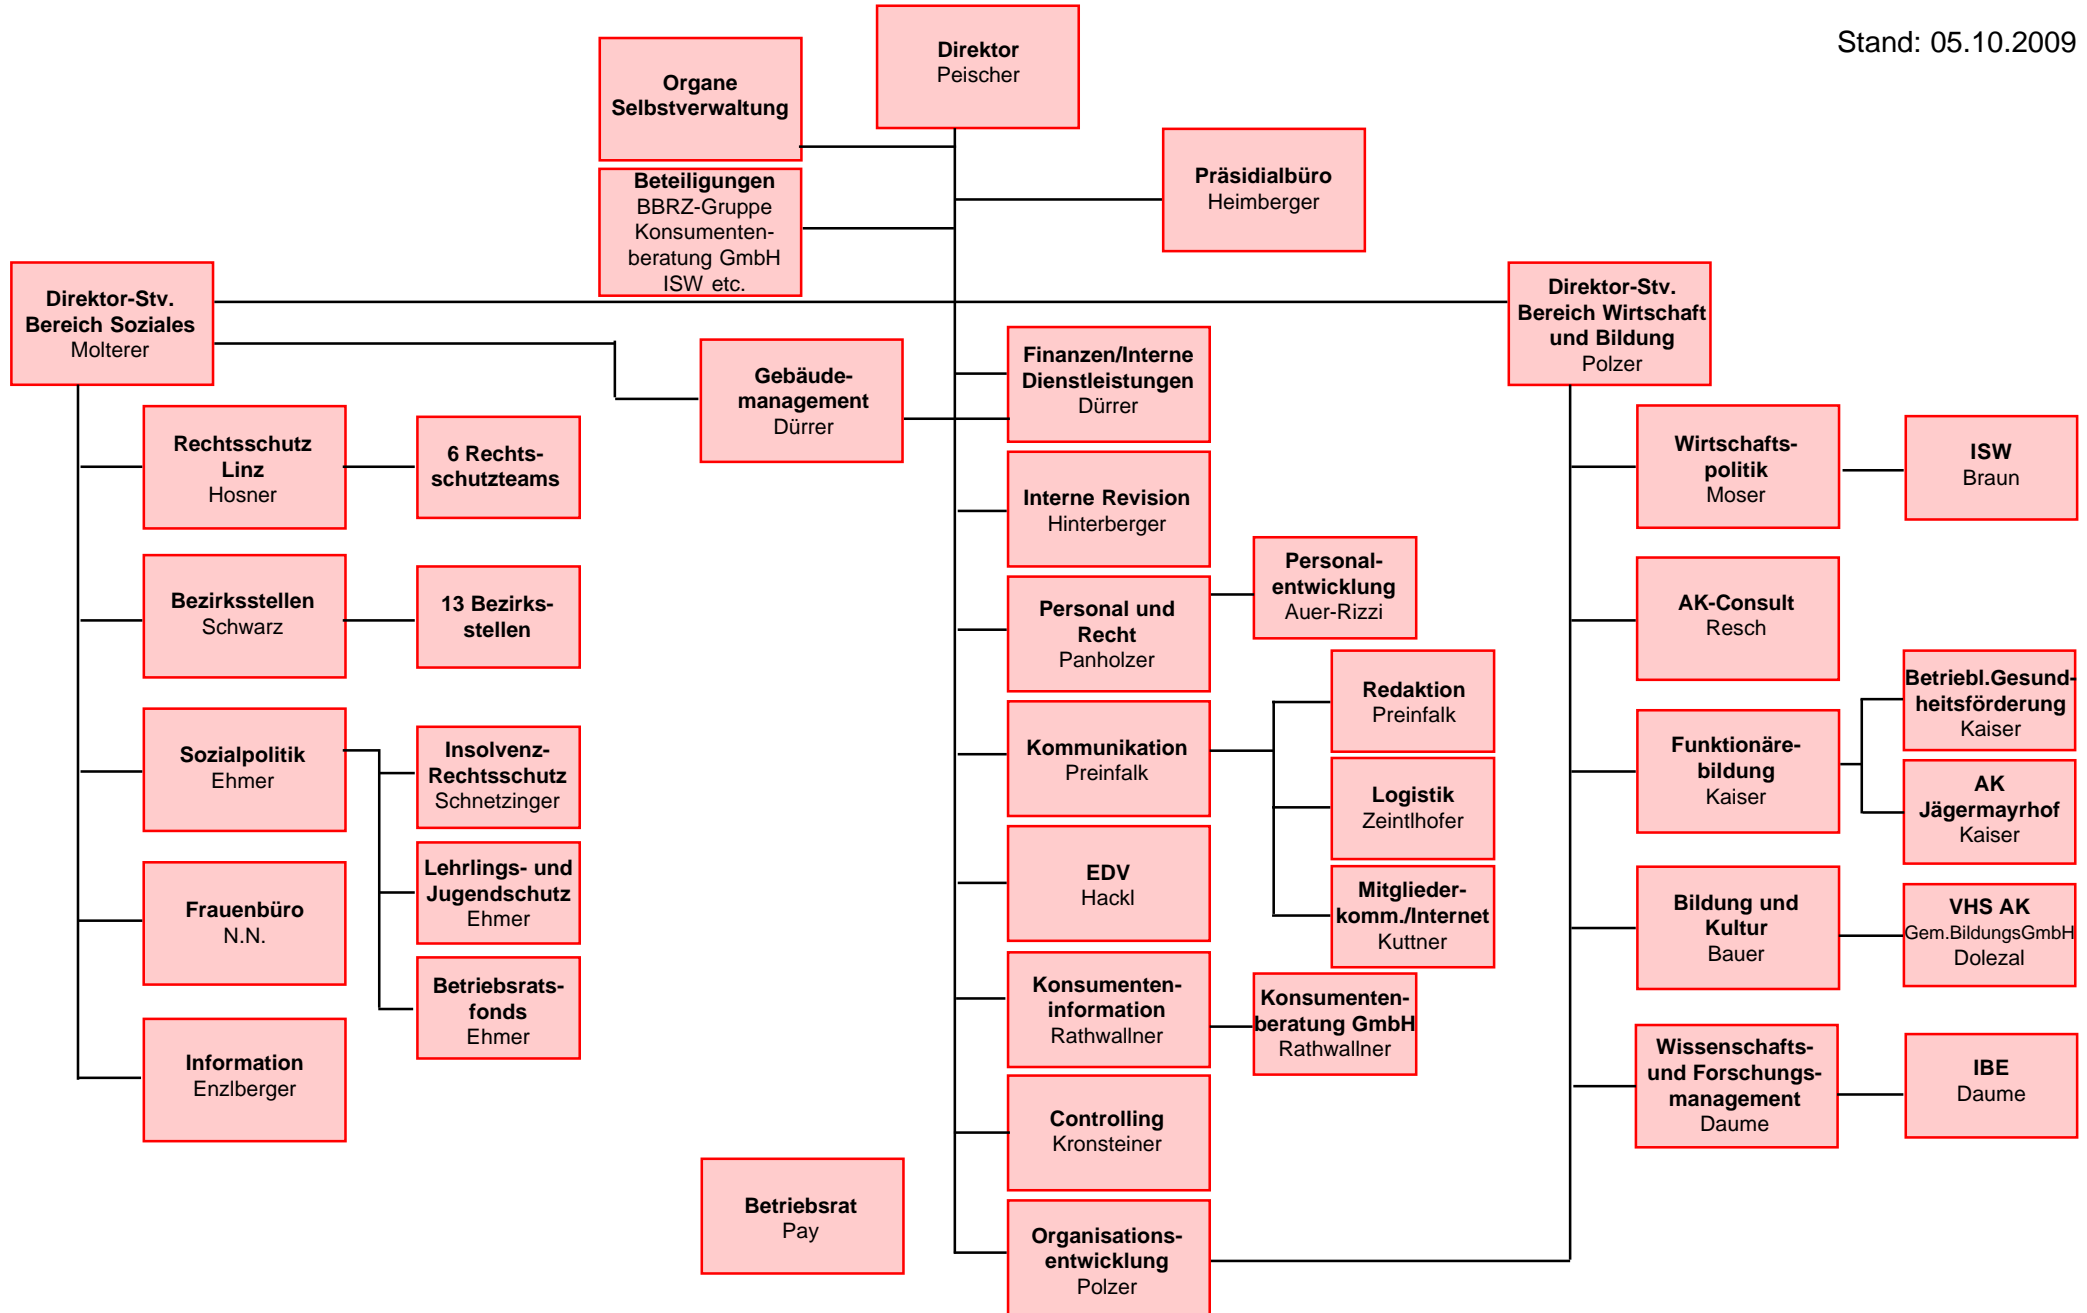 Stand: 05.10.2009
Direktor
Peischer
Organe
Selbstverwaltung
Präsidialbüro
Heimberger
Beteiligungen
BBRZ-Gruppe
Konsumenten-
beratung GmbH
ISW etc.
Direktor-Stv.
Bereich Soziales
Molterer
Direktor-Stv.
Bereich Wirtschaft
und Bildung
Polzer
Gebäude-
management
Dürrer
Finanzen/Interne
Dienstleistungen
Dürrer
Rechtsschutz
Linz
Hosner
6 Rechts-
schutzteams
Bezirksstellen
Schwarz
13 Bezirks-
stellen
Sozialpolitik
Ehmer
Insolvenz-
Rechtsschutz
Schnetzinger
Lehrlings- und
Jugendschutz
Ehmer
Betriebsrats-
fonds
Ehmer
Frauenbüro
N.N.
Information
Enzlberger
Interne Revision
Hinterberger
Personal und
Recht
Panholzer
Personal-
entwicklung
Auer-Rizzi
Kommunikation
Preinfalk
Redaktion
Preinfalk
Logistik
Zeintlhofer
Mitglieder-
komm./Internet
Kuttner
EDV
Hackl
Konsumenten-
information
Rathwallner
Konsumenten-
beratung GmbH
Rathwallner
Controlling
Kronsteiner
Organisations-
entwicklung
Polzer
Betriebsrat
Pay
Wirtschafts-
politik
Moser
ISW
Braun
AK-Consult
Resch
Funktionäre-
bildung
Kaiser
Betriebl.Gesund-
heitsförderung
Kaiser
AK
Jägermayrhof
Kaiser
Bildung und
Kultur
Bauer
VHS AK
Gem.BildungsGmbH
Dolezal
Wissenschafts-
und Forschungs-
management
Daume
IBE
Daume